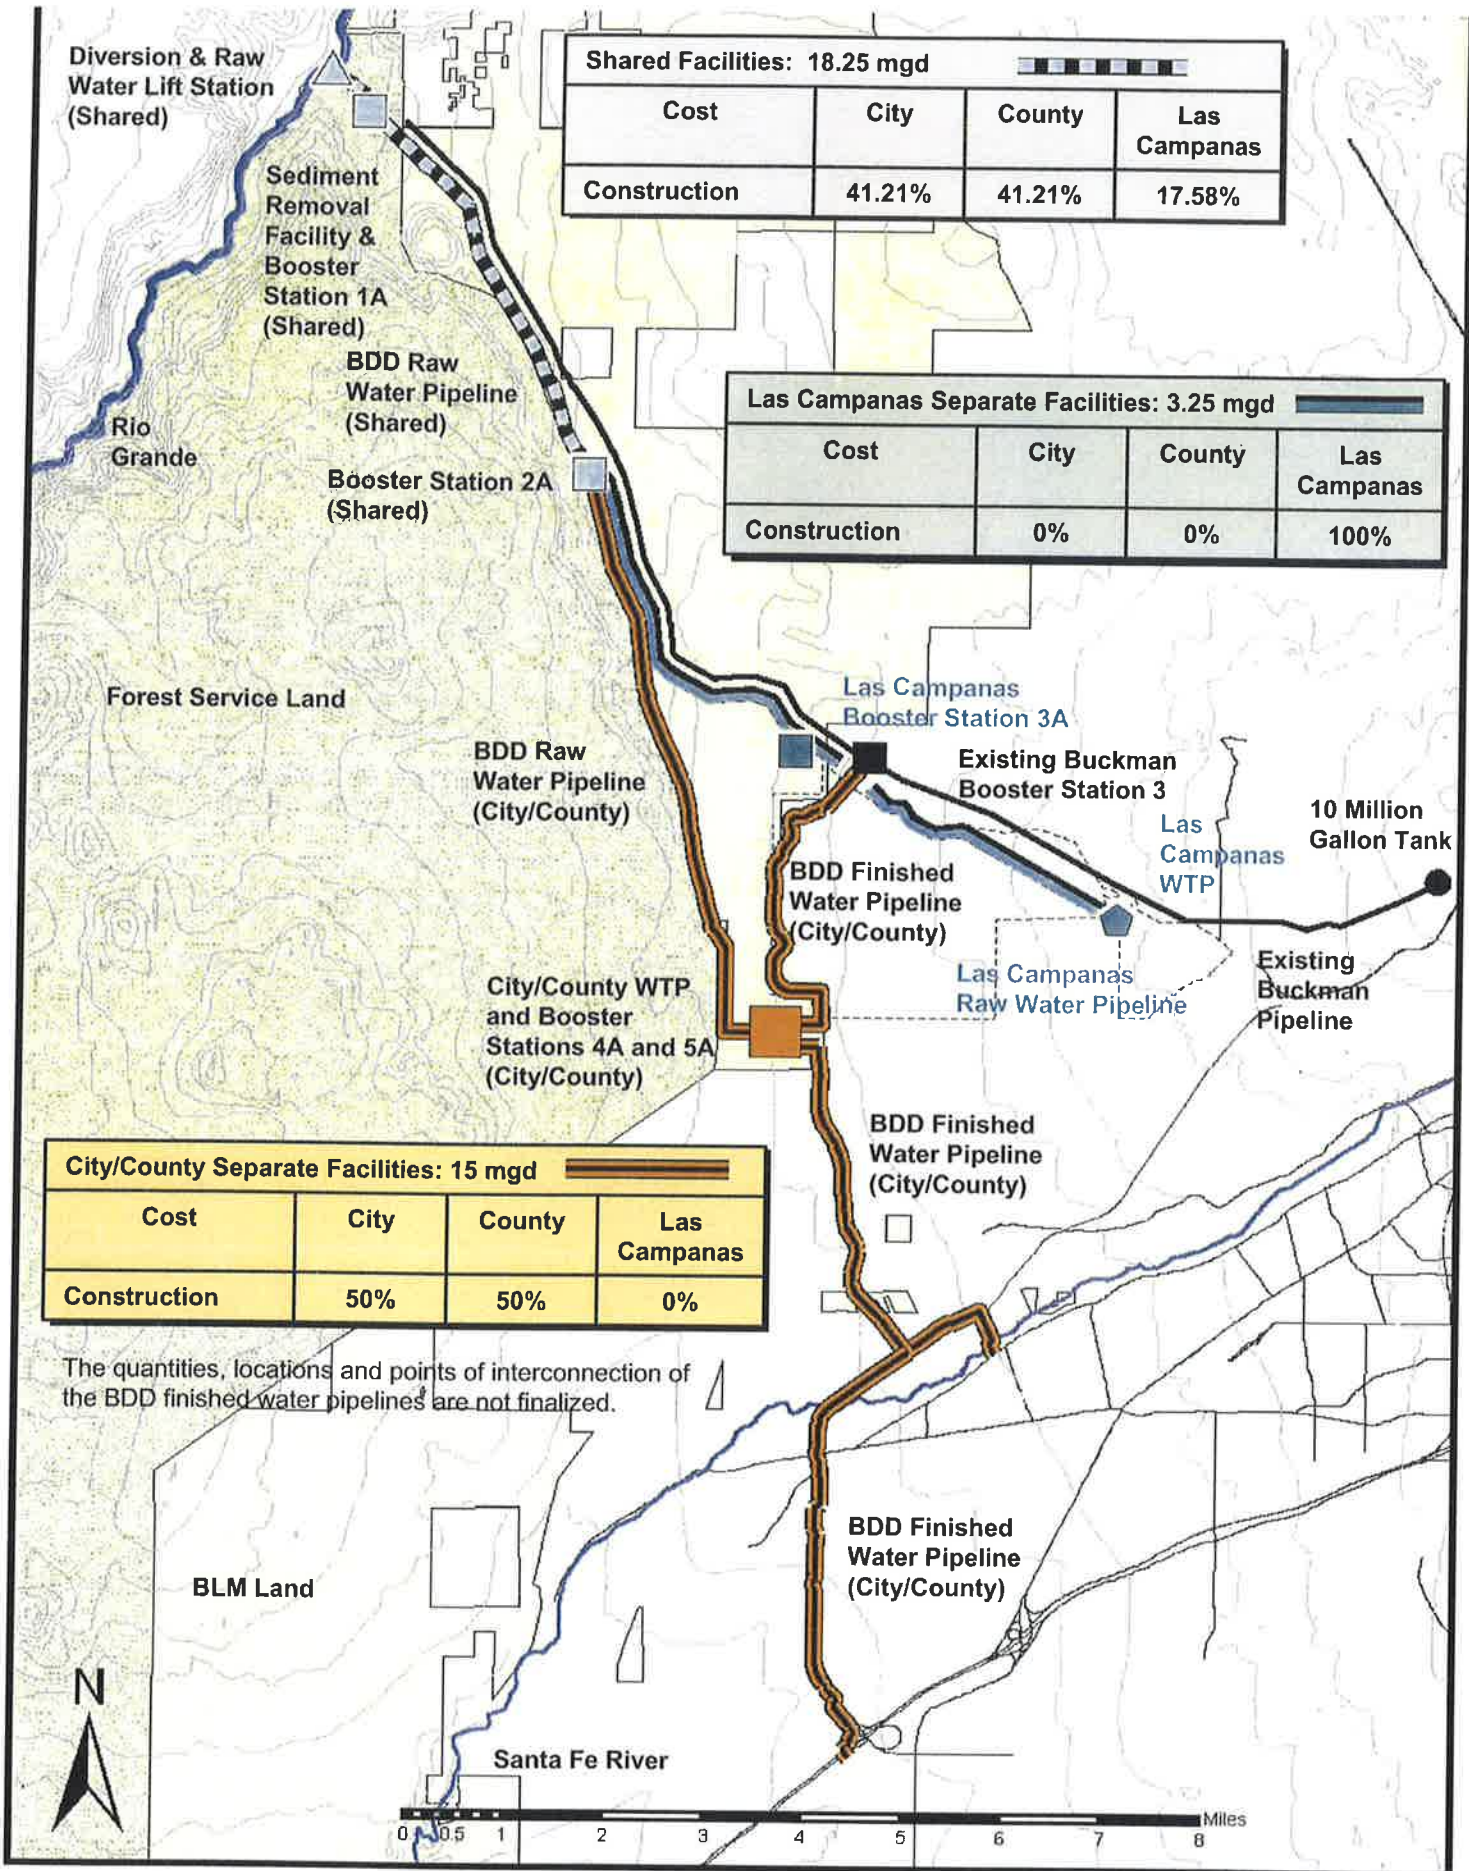 Diversion & Raw
Water Lift Station
(Shared)
Shared Facilities: 18.25 mgd
Cost City County Las
Campanas
Construction 41.21% 41.21% 17.58%
Sediment
Removal
Facility &
Booster
Station 1A
(Shared)
BDD Raw
Water Pipeline
(Shared)
Rio
Grande
Las Campanas Separate Facilities: 3.25 mgd
Cost City County Las
Campanas
Construction 0% 0% 100%
Booster Station 2A
(Shared)
Forest Service Land
Las Campanas
Booster Station 3A
BDD Raw
Water Pipeline
(City/County)
Existing Buckman
Booster Station 3
10 Million
Gallon Tank
Las
Campanas
WTP
BDD Finished
Water Pipeline
(City/County)
Las Campanas
Raw Water Pipeline
Existing
Buckman
Pipeline
City/County WTP
and Booster
Stations 4A and 5A
(City/County)
BDD Finished
Water Pipeline
(City/County)
City/County Separate Facilities: 15 mgd
Cost City County Las
Campanas
Construction 50% 50% 0%
The quantities, locations and points of interconnection of
the BDD finished water pipelines are not finalized.
BDD Finished
Water Pipeline
(City/County)
BLM Land
N
Santa Fe River
Miles
0 0.5 1 2 3 4 5 6 7 8